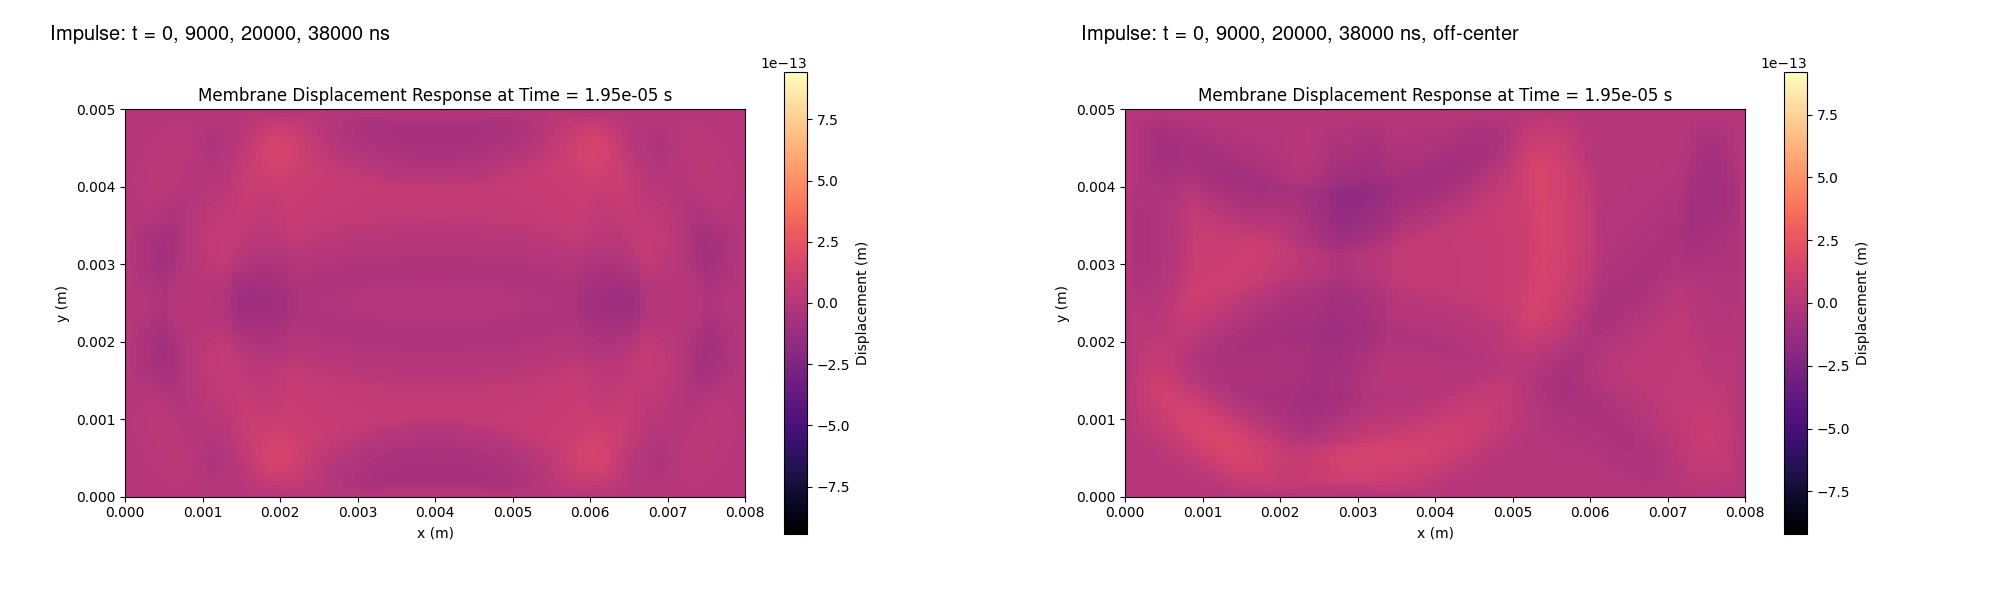 Impulse: t = 0, 9000, 20000, 38000 ns
Membrane Displacement Response at Time = 1.95e-05 s
1e−13
0.005
0.004
0.003
0.002
0.001
0.000
y (m)
0.000 0.001 0.002 0.003 0.004 0.005 0.006 0.007 0.008
x (m)
7.5
5.0
2.5
0.0
−2.5
−5.0
−7.5
Displacement (m)
Impulse: t = 0, 9000, 20000, 38000 ns, off-center
Membrane Displacement Response at Time = 1.95e-05 s
1e−13
0.005
0.004
0.003
0.002
0.001
0.000
y (m)
0.000 0.001 0.002 0.003 0.004 0.005 0.006 0.007 0.008
x (m)
7.5
5.0
2.5
0.0
−2.5
−5.0
−7.5
Displacement (m)